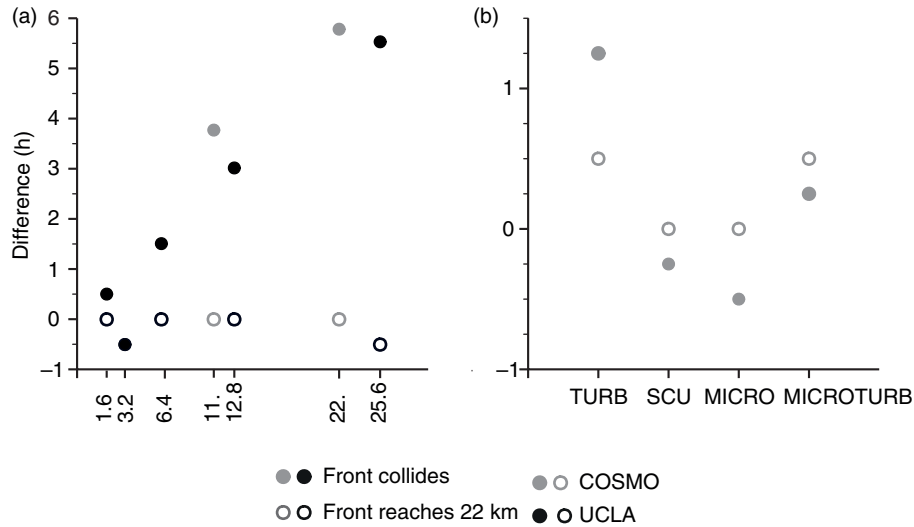 (a)
Difference (h)
6
5
4
3
2
1
0
−1
1.6
3.2
6.4
11.
12.8
22.
25.6
(b)
1
0
−1
TURB SCU MICRO MICROTURB
Front collides
Front reaches 22 km
COSMO
UCLA